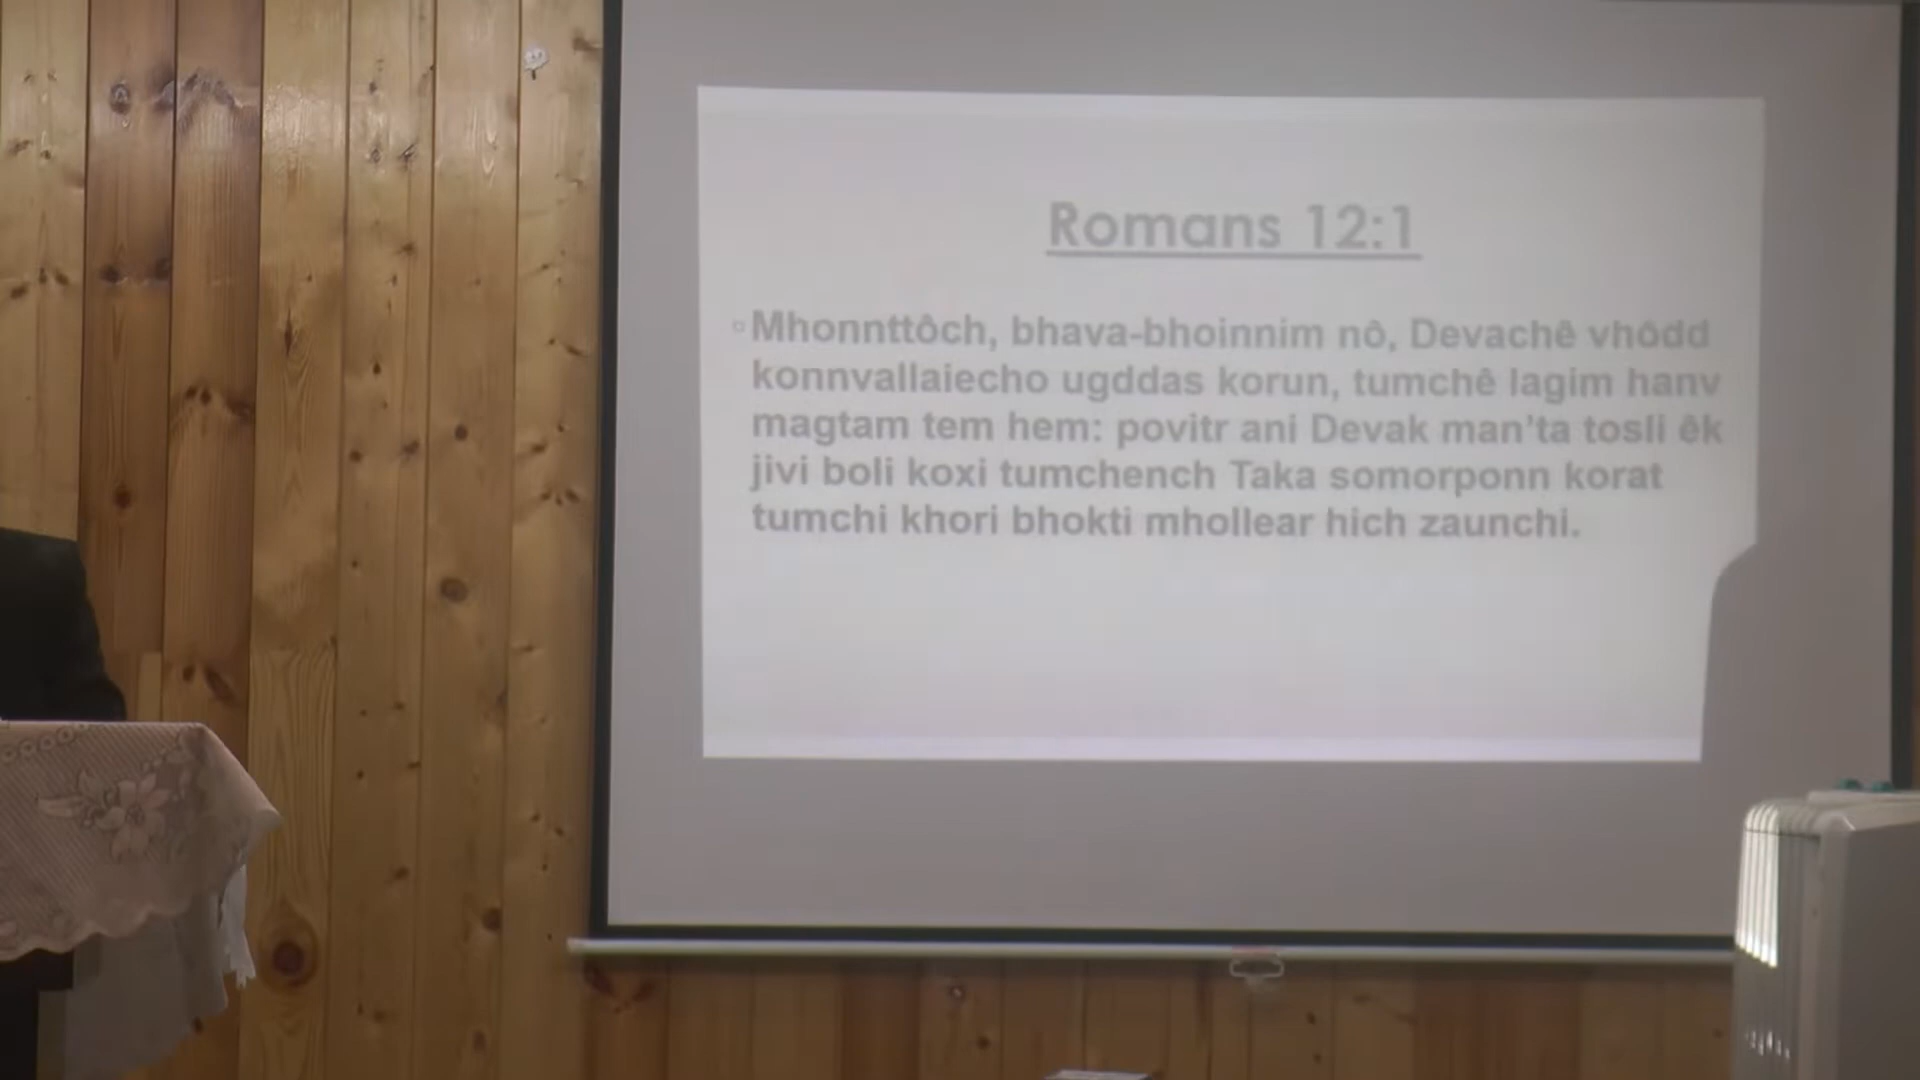 Romans 12:1
Mhonnttôch, bhava-bhoinnim nô, Devachê vhôdd
konnvallaiecho ugddas korun, tumchê lagim hanv
magtam tem hem: povitr ani Devak man'ta tosli êk
jivi boli koxi tumchench Taka somorponn korat
tumchi khori bhokti mhollear hich zaunchi.